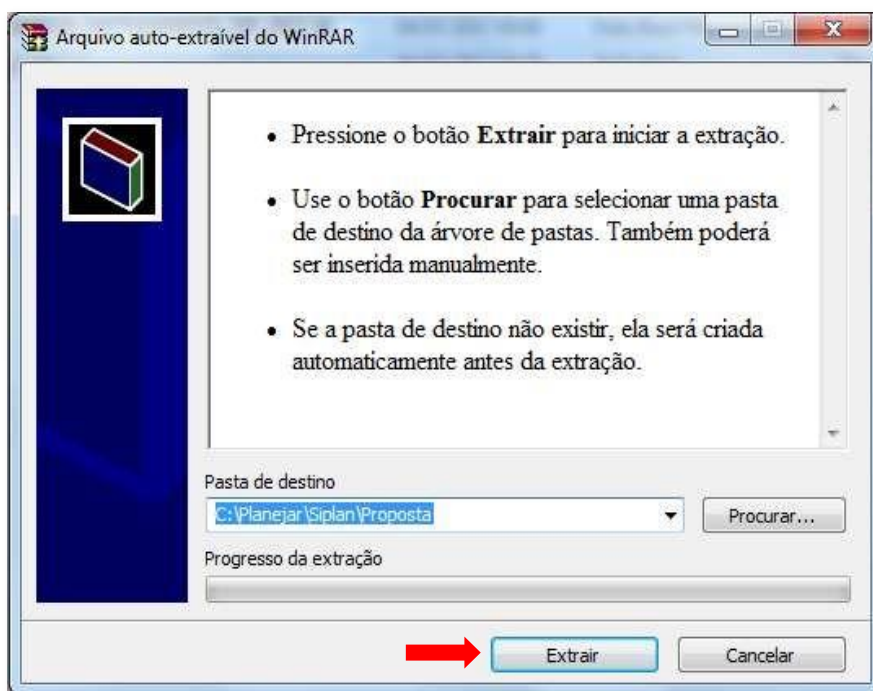 Arquivo auto-extraível do WinRAR
• Pressione o botão Extrair para iniciar a extração.
• Use o botão Procurar para selecionar uma pasta
de destino da árvore de pastas. Também poderá
ser inserida manualmente.
• Se a pasta de destino não existir, ela será criada
automaticamente antes da extração.
Pasta de destino
C:\Planejar\Siplan\Proposta
Procurar...
Progresso da extração
Extrair
Cancelar